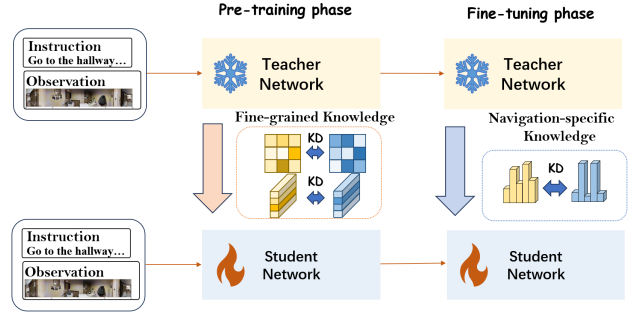 Pre-training phase
Fine-tuning phase
Instruction
Go to the hallway…
Observation
Teacher
Network
Teacher
Network
Fine-grained Knowledge
KD
KD
Navigation-specific
Knowledge
KD
Instruction
Go to the hallway…
Observation
Student
Network
Student
Network